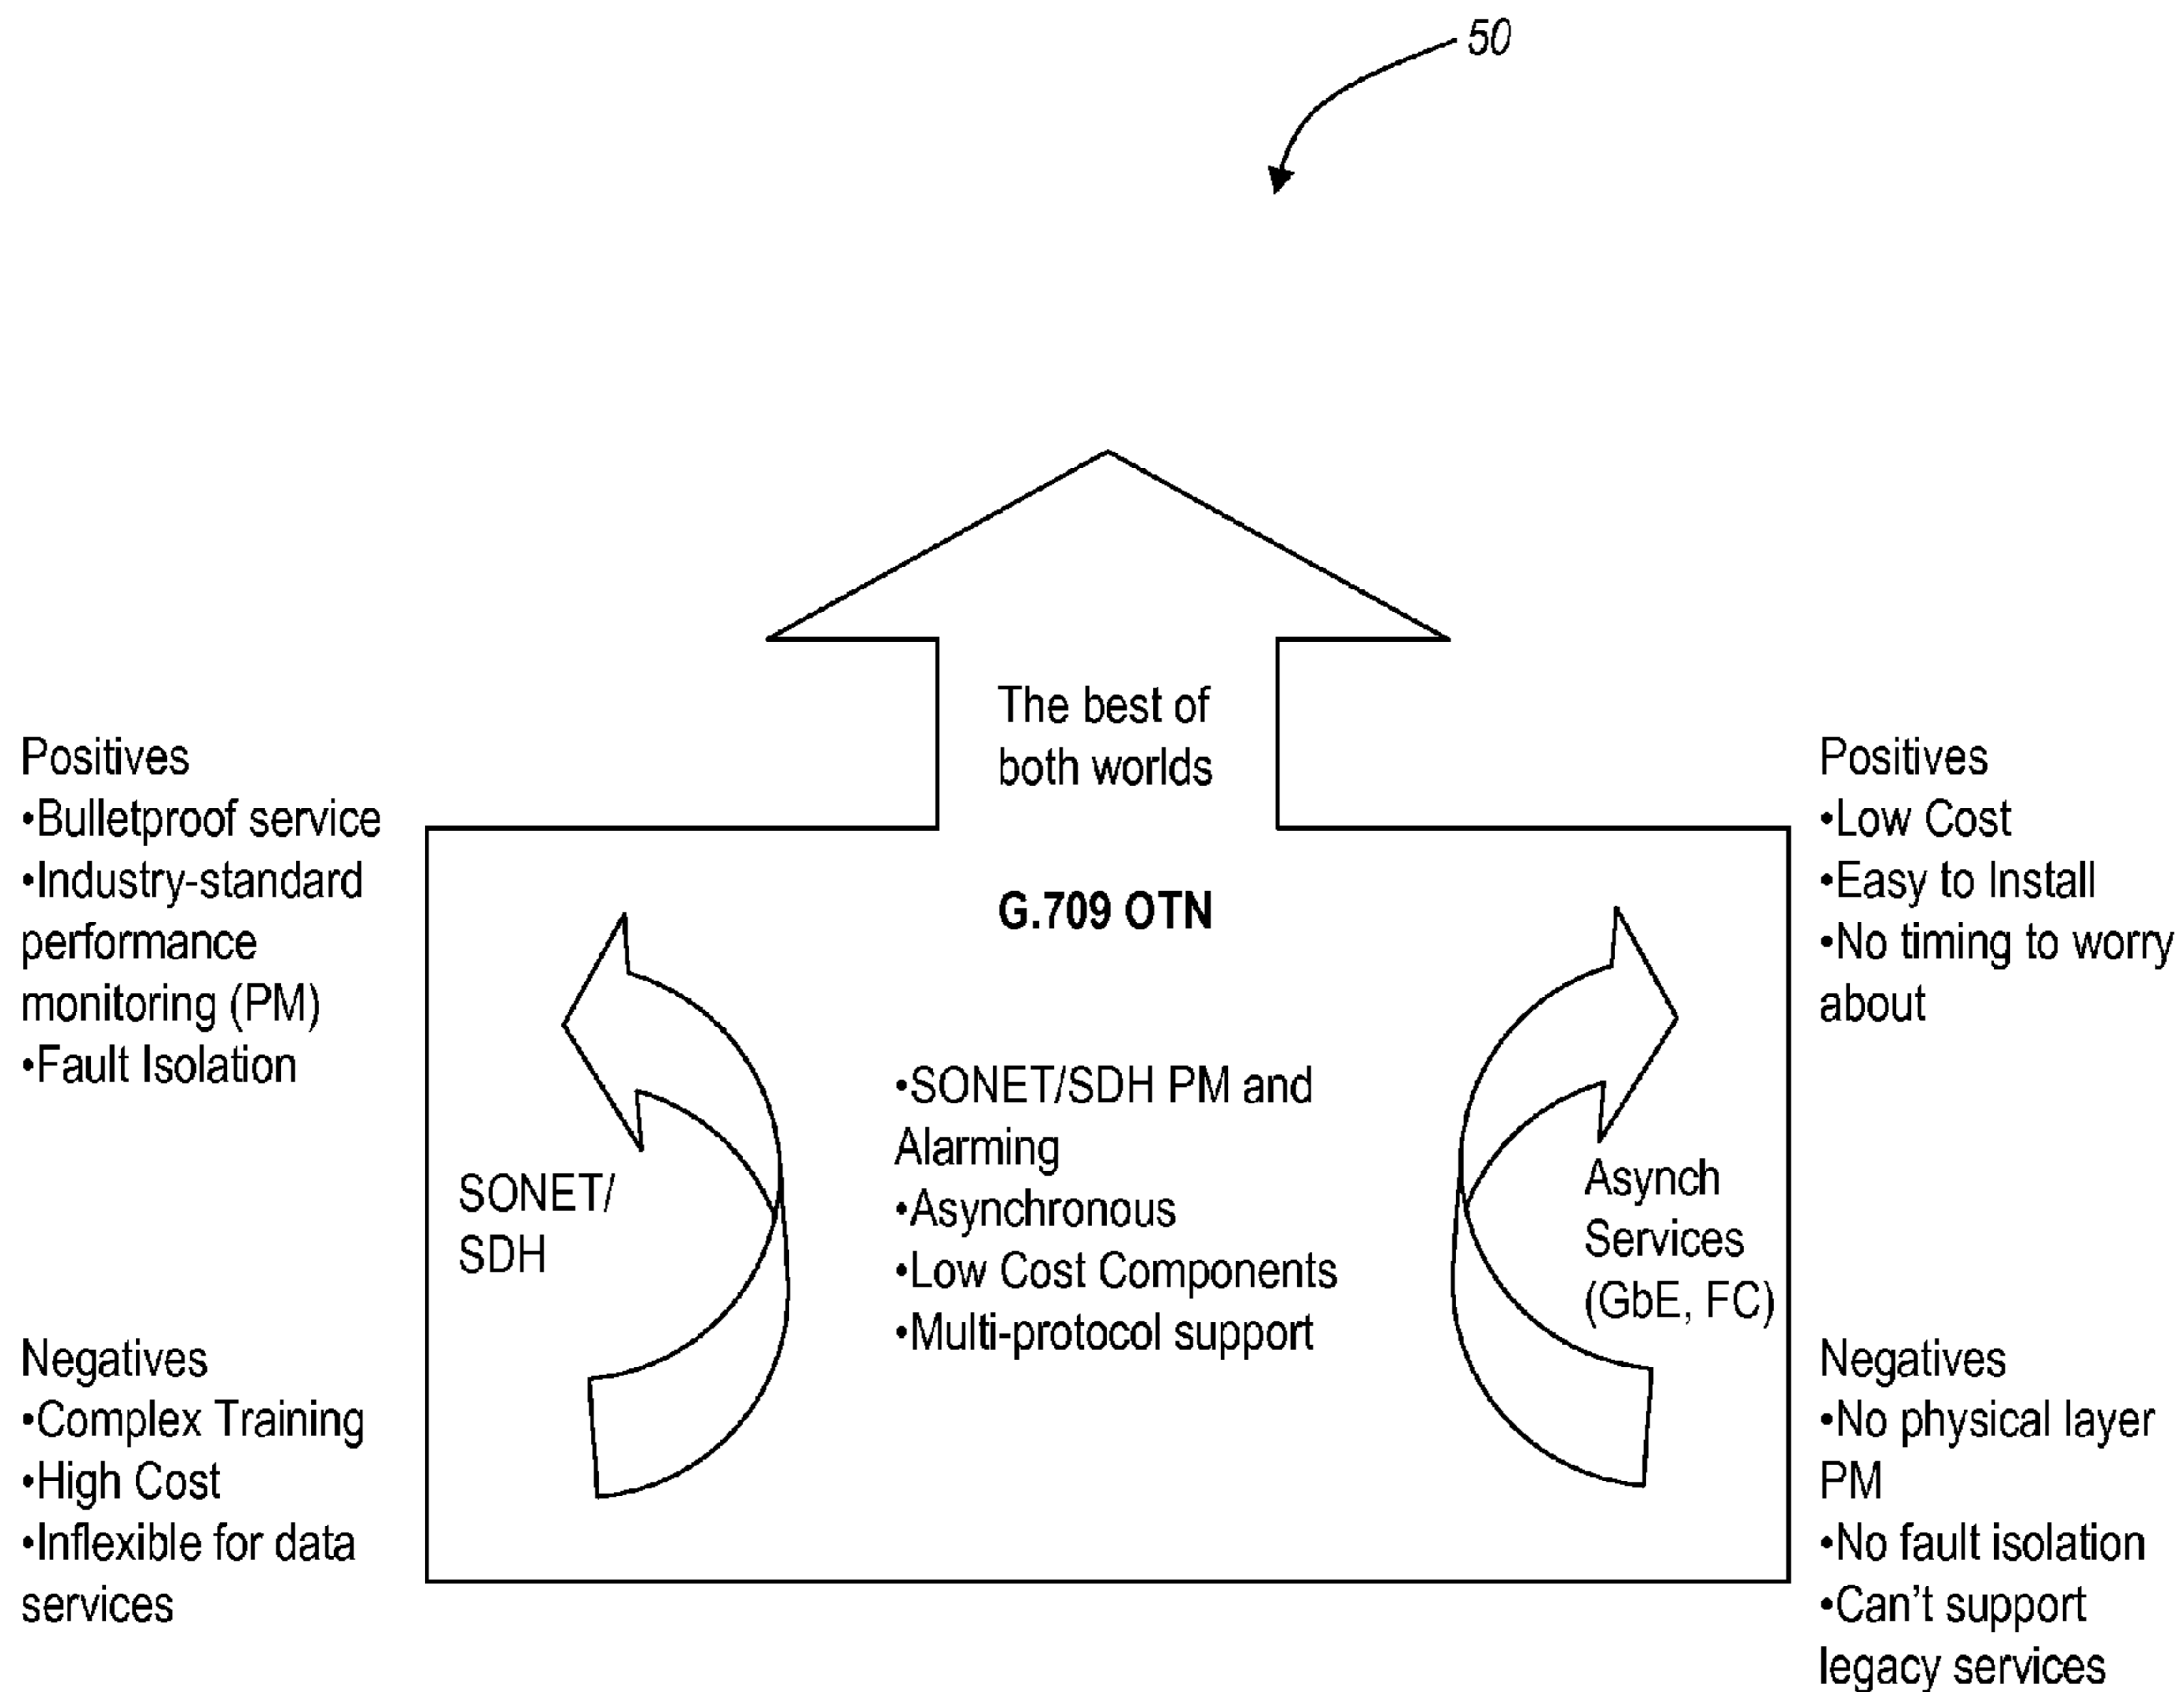 50
The best of
both worlds
Positives
•Bulletproof service
•Industry-standard
performance
monitoring (PM)
•Fault Isolation
Negatives
•Complex Training
•High Cost
•Inflexible for data
services
SONET/
SDH
G.709 OTN
•SONET/SDH PM and
Alarming
•Asynchronous
•Low Cost Components
•Multi-protocol support
Asynch
Services
(GbE, FC)
Positives
•Low Cost
•Easy to Install
•No timing to worry
about
Negatives
•No physical layer
PM
•No fault isolation
•Can't support
legacy services